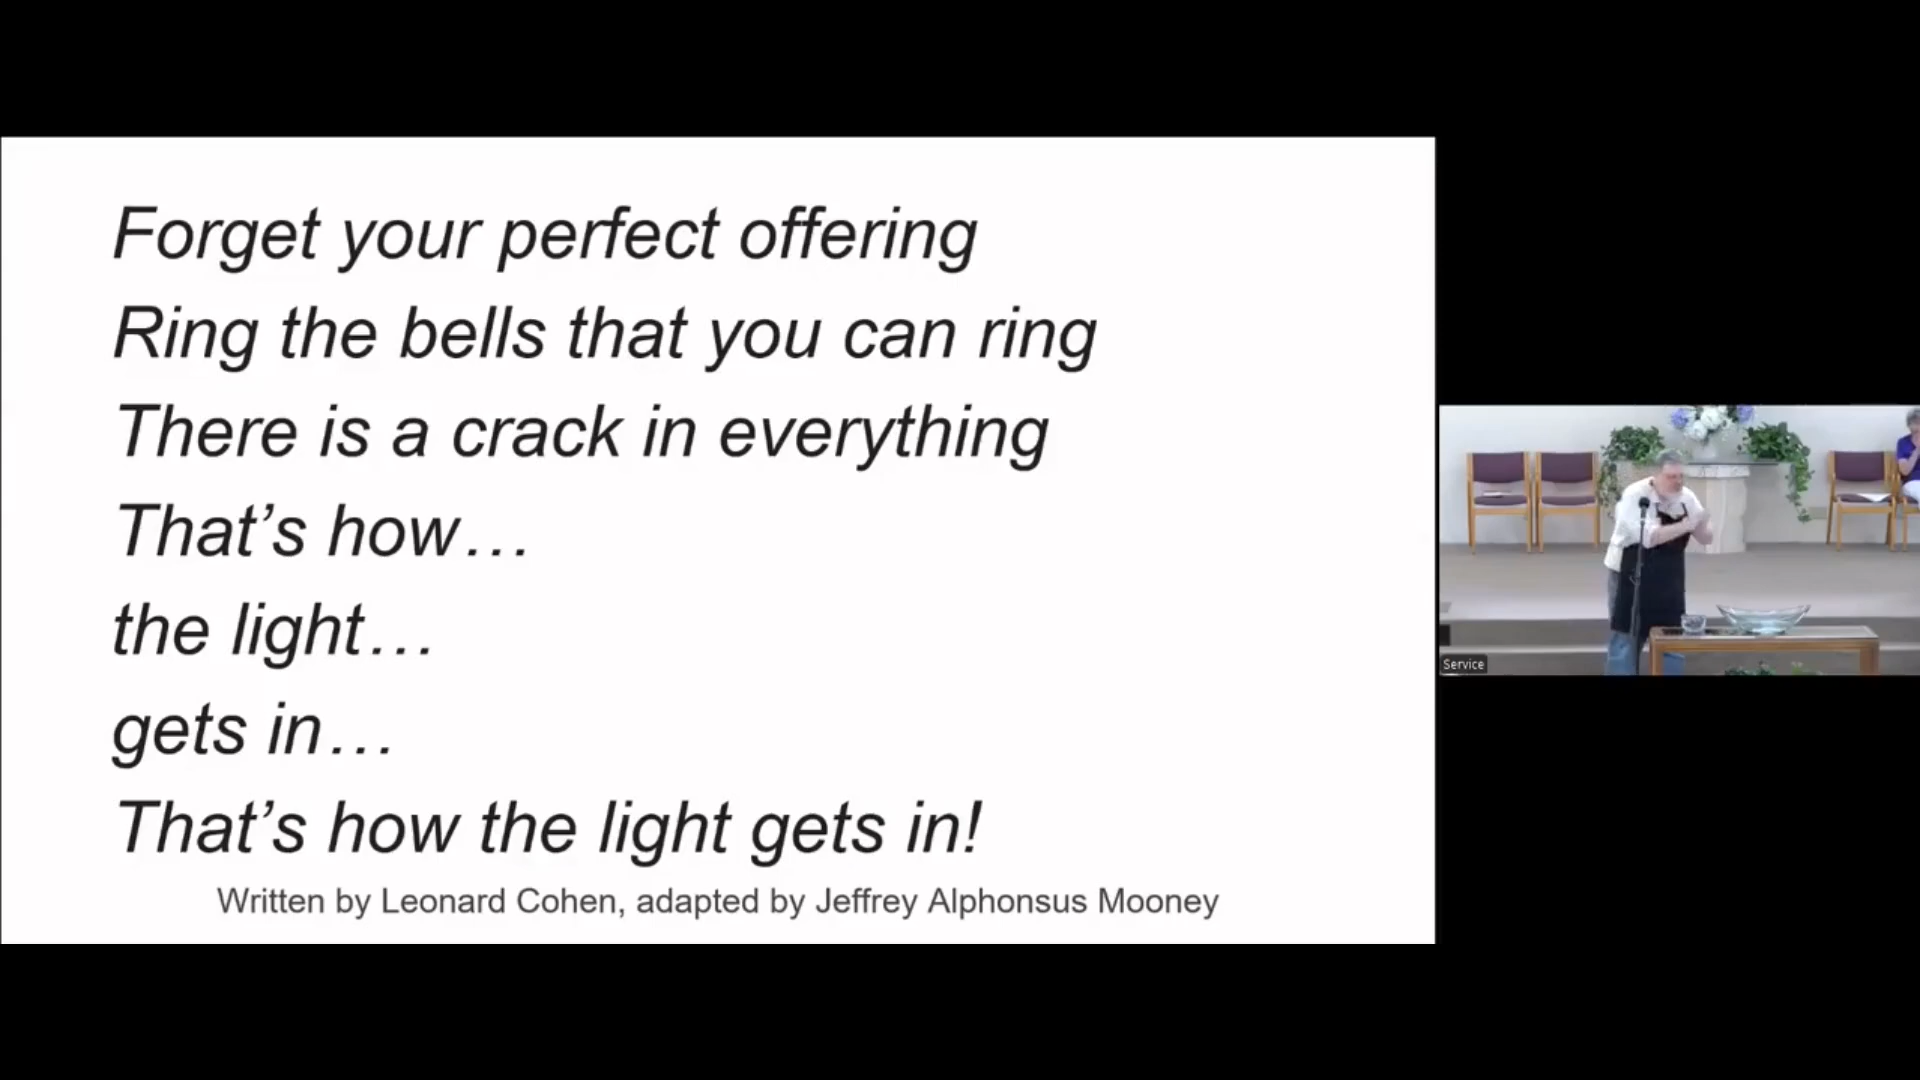 Forget your perfect offering
Ring the bells that you can ring
There is a crack in everything
That’s how…
the light…
gets in…
That’s how the light gets in!
Written by Leonard Cohen, adapted by Jeffrey Alphonsus Mooney
Service